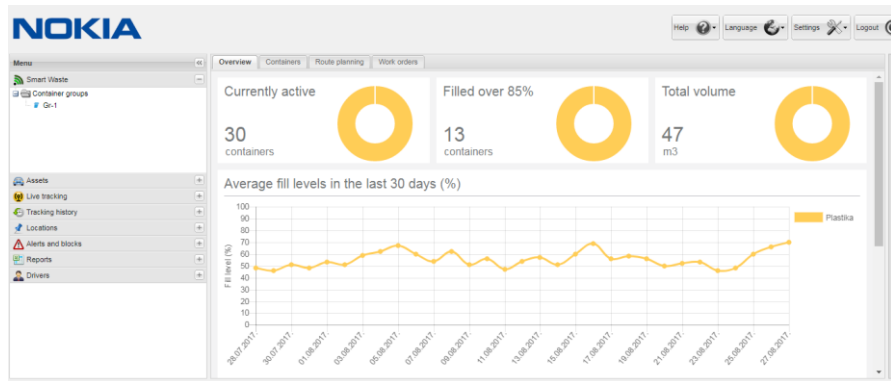 NOKIA
Help
Language
Settings
Logout
Menu
Smart Waste
Container groups
Gr-1
Assets
Live tracking
Tracking history
Locations
Alerts and blocks
Reports
Drivers
Overview
Containers
Route planning
Work orders
Currently active
30
containers
Filled over 85%
13
containers
Total volume
47
m3
Average fill levels in the last 30 days (%)
Plastika
Fill level (%)
100
90
80
70
60
50
40
30
20
10
0
28.07.2017.
30.07.2017.
01.08.2017.
03.08.2017.
05.08.2017.
07.08.2017.
09.08.2017.
11.08.2017.
13.08.2017.
15.08.2017.
17.08.2017.
19.08.2017.
21.08.2017.
23.08.2017.
25.08.2017.
27.08.2017.